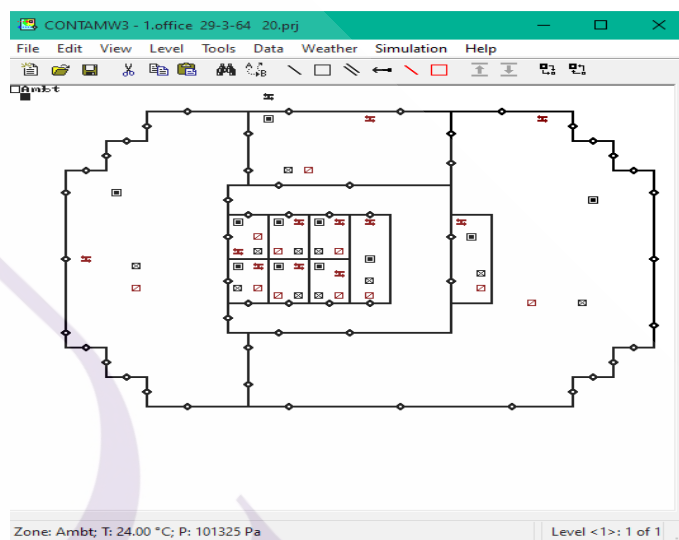 CONTAMW3 - 1.office 29-3-64 20.prj
File Edit View Level Tools Data Weather Simulation Help
Ambt
Zone: Ambt; T: 24.00 °C; P: 101325 Pa Level <1>: 1 of 1